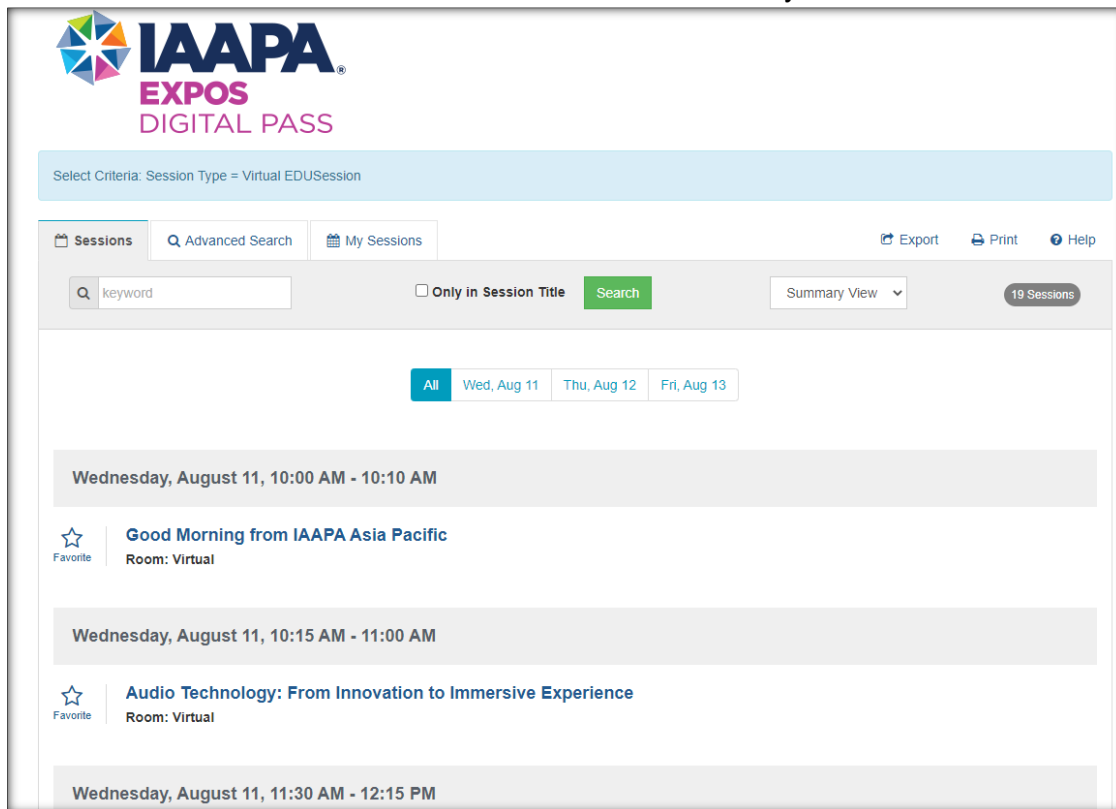 IAAPA®
EXPOS
DIGITAL PASS
Select Criteria: Session Type = Virtual EDUSession
Sessions Advanced Search My Sessions Export Print Help
keyword Only in Session Title Search Summary View 19 Sessions
All Wed, Aug 11 Thu, Aug 12 Fri, Aug 13
Wednesday, August 11, 10:00 AM - 10:10 AM
Good Morning from IAAPA Asia Pacific
Favorite Room: Virtual
Wednesday, August 11, 10:15 AM - 11:00 AM
Audio Technology: From Innovation to Immersive Experience
Favorite Room: Virtual
Wednesday, August 11, 11:30 AM - 12:15 PM